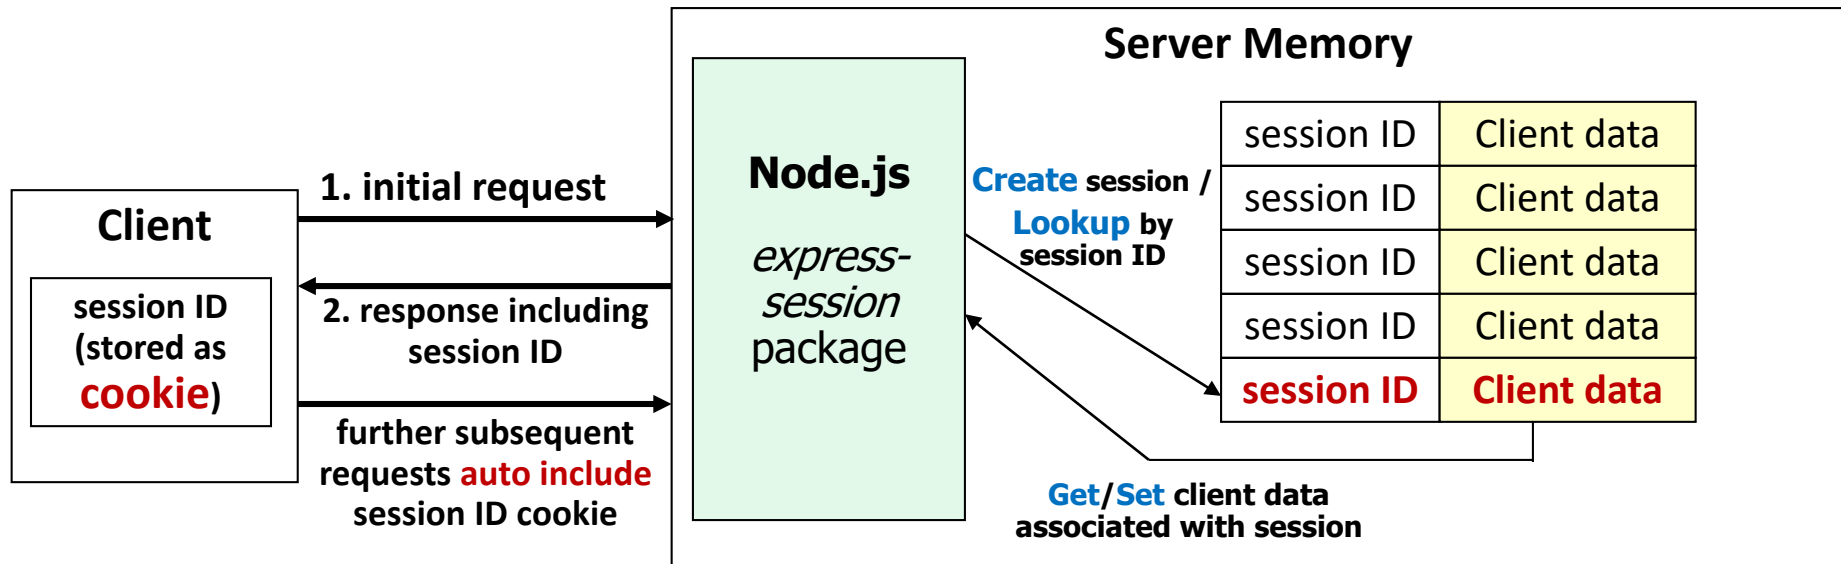 Server Memory
Client
session ID
(stored as
cookie)
1. initial request
2. response including
session ID
further subsequent
requests auto include
session ID cookie
Node.js
express-
session
package
Create session /
Lookup by
session ID
session ID Client data
session ID Client data
session ID Client data
session ID Client data
session ID Client data
Get/Set client data
associated with session